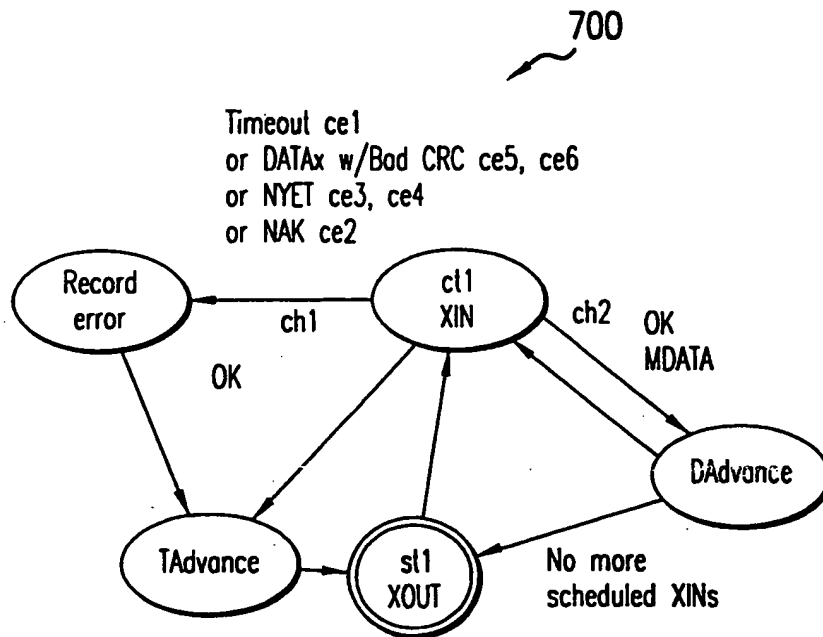 700
Timeout ce1
or DATAx w/Bad CRC ce5, ce6
or NYET ce3, ce4
or NAK ce2
Record
error
ch1
ct1
XIN
ch2
OK
MDATA
OK
DAdvance
TAdvance
st1
XOUT
No more
scheduled XINs